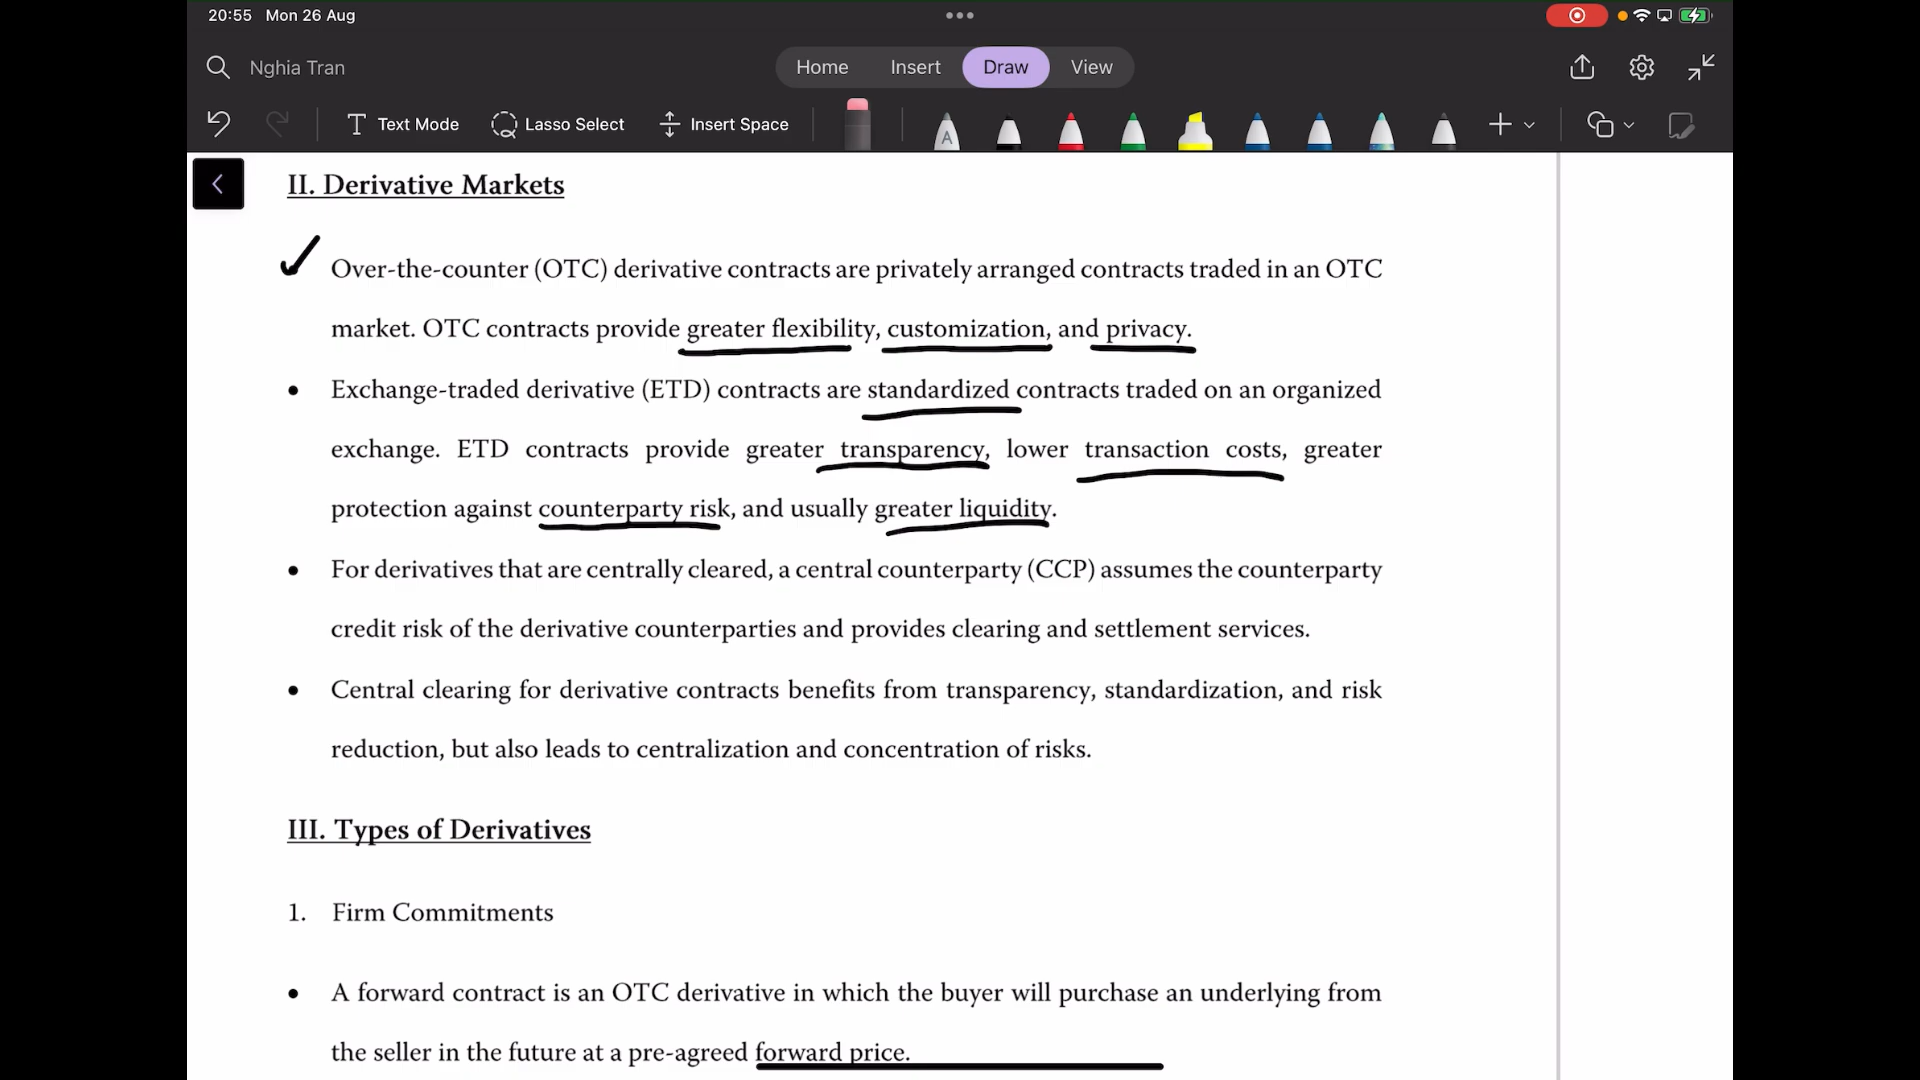 20:55 Mon 26 Aug
Nghia Tran
Home Insert Draw View
Text Mode Lasso Select Insert Space A
II. Derivative Markets
Over-the-counter (OTC) derivative contracts are privately arranged contracts traded in an OTC
market. OTC contracts provide greater flexibility, customization, and privacy.
• Exchange-traded derivative (ETD) contracts are standardized contracts traded on an organized
exchange. ETD contracts provide greater transparency, lower transaction costs, greater
protection against counterparty risk, and usually greater liquidity.
• For derivatives that are centrally cleared, a central counterparty (CCP) assumes the counterparty
credit risk of the derivative counterparties and provides clearing and settlement services.
• Central clearing for derivative contracts benefits from transparency, standardization, and risk
reduction, but also leads to centralization and concentration of risks.
III. Types of Derivatives
1. Firm Commitments
• A forward contract is an OTC derivative in which the buyer will purchase an underlying from
the seller in the future at a pre-agreed forward price.